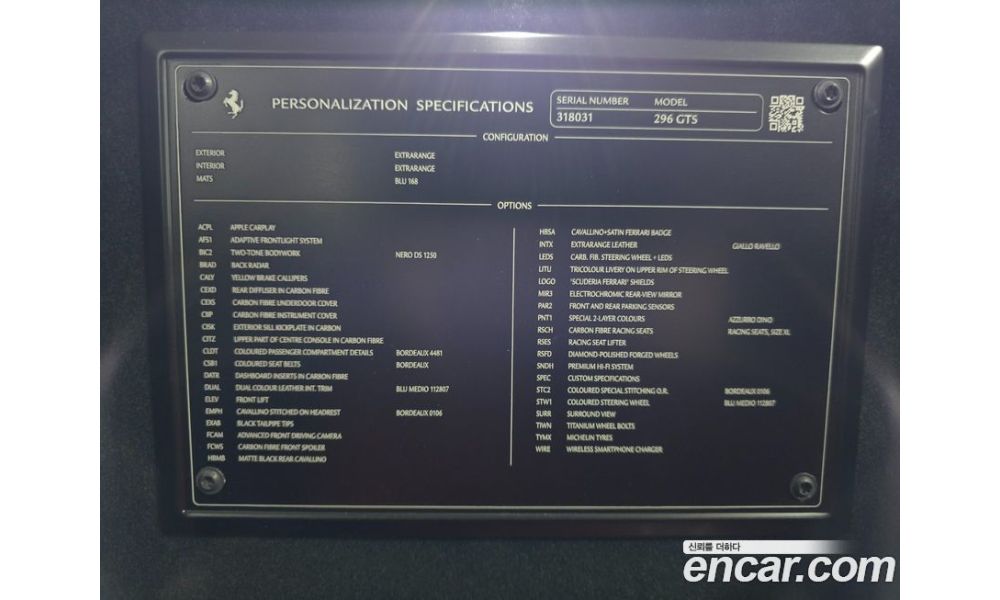 PERSONALIZATION SPECIFICATIONS
SERIAL NUMBER MODEL
318031 296 GTS
CONFIGURATION
EXTERIOR EXTRARANGE
INTERIOR EXTRARANGE
MATS BLU 168
OPTIONS
ACPL APPLE CARPLAY
AFS1 ADAPTIVE FRONTLIGHT SYSTEM
BIC2 TWO-TONE BODYWORK NERO DS 1250
BRAD BACK RADAR
CALY YELLOW BRAKE CALLIPERS
CEXD REAR DIFFUSER IN CARBON FIBRE
CEXS CARBON FIBRE UNDERDOOR COVER
CIIP CARBON FIBRE INSTRUMENT COVER
CISK EXTERIOR SILL KICKPLATE IN CARBON
CITZ UPPER PART OF CENTRE CONSOLE IN CARBON FIBRE
CLDT COLOURED PASSENGER COMPARTMENT DETAILS BORDEAUX 4481
CSB1 COLOURED SEAT BELTS BORDEAUX
DATR DASHBOARD INSERTS IN CARBON FIBRE
DUAL DUAL COLOUR LEATHER INT. TRIM BLU MEDIO 112807
ELEV FRONT LIFT
EMPH CAVALLINO STITCHED ON HEADREST BORDEAUX 0106
EXAB BLACK TAILPIPE TIPS
FCAM ADVANCED FRONT DRIVING CAMERA
FCWS CARBON FIBRE FRONT SPOILER
HBMB MATTE BLACK REAR CAVALLINO
HBSA CAVALLINO+SATIN FERRARI BADGE
INTX EXTRARANGE LEATHER GIALLO RAVELLO
LEDS CARB. FIB. STEERING WHEEL + LEDS
LITU TRICOLOUR LIVERY ON UPPER RIM OF STEERING WHEEL
LOGO 'SCUDERIA FERRARI' SHIELDS
MIR3 ELECTROCHROMIC REAR-VIEW MIRROR
PAR2 FRONT AND REAR PARKING SENSORS
PNT1 SPECIAL 2-LAYER COLOURS AZZURRO DINO
RSCH CARBON FIBRE RACING SEATS RACING SEATS, SIZE XL
RSES RACING SEAT LIFTER
RSFD DIAMOND-POLISHED FORGED WHEELS
SNDH PREMIUM HI-FI SYSTEM
SPEC CUSTOM SPECIFICATIONS
STC2 COLOURED SPECIAL STITCHING O.R. BORDEAUX 0106
STW1 COLOURED STEERING WHEEL BLU MEDIO 112807
SURR SURROUND VIEW
TIWN TITANIUM WHEEL BOLTS
TYMX MICHELIN TYRES
WIRE WIRELESS SMARTPHONE CHARGER
신뢰를 더하다
encar.com